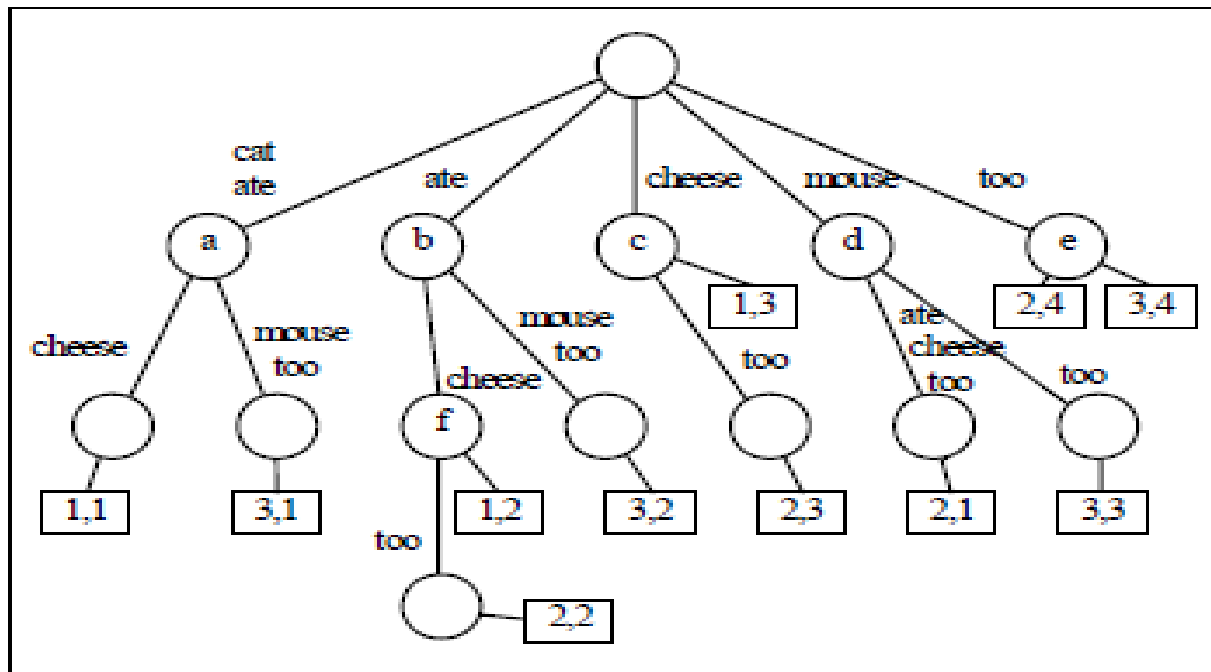 cat
ate
ate
cheese
mouse
too
a
b
c
d
e
1,3
2,4
3,4
cheese
mouse
too
cheese
mouse
too
too
ate
cheese
too
too
f
1,1
3,1
1,2
3,2
2,3
2,1
3,3
too
2,2